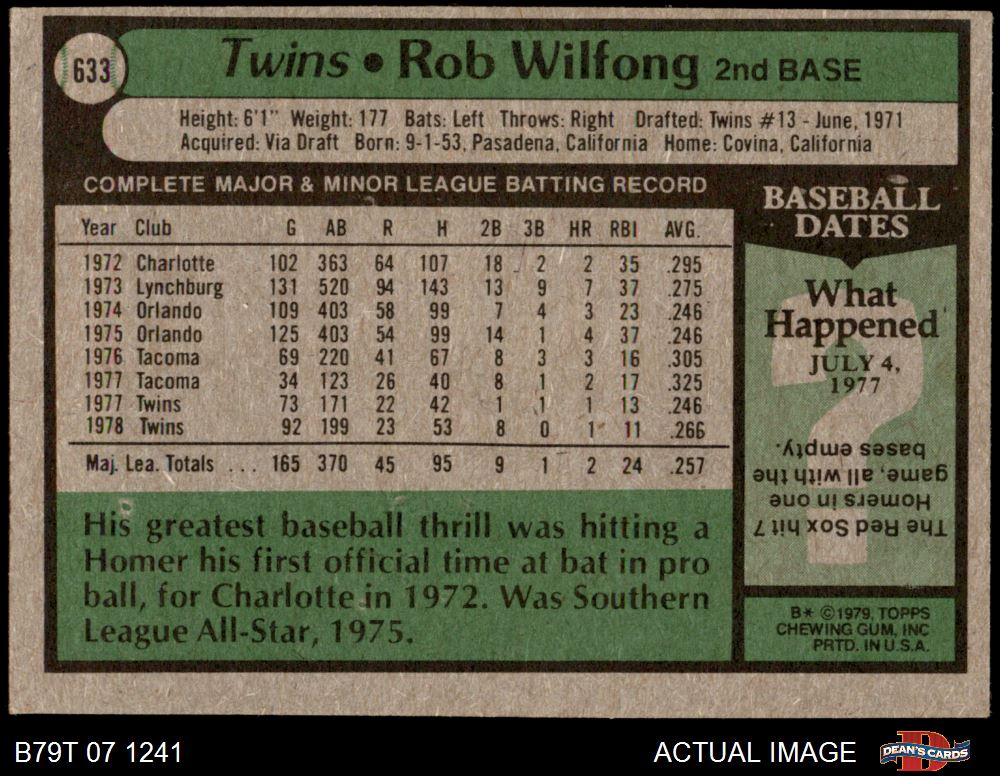 633
Twins • Rob Wilfong 2nd BASE
Height: 6'1" Weight: 177 Bats: Left Throws: Right Drafted: Twins #13 - June, 1971
Acquired: Via Draft Born: 9-1-53, Pasadena, California Home: Covina, California
COMPLETE MAJOR & MINOR LEAGUE BATTING RECORD
Year Club G AB R H 2B 3B HR RBI AVG.
1972 Charlotte 102 363 64 107 18 2 2 35 .295
1973 Lynchburg 131 520 94 143 13 9 7 37 .275
1974 Orlando 109 403 58 99 7 4 3 23 .246
1975 Orlando 125 403 54 99 14 1 4 37 .246
1976 Tacoma 69 220 41 67 8 3 3 16 .305
1977 Tacoma 34 123 26 40 8 1 2 17 .325
1977 Twins 73 171 22 42 1 1 1 13 .246
1978 Twins 92 199 23 53 8 0 1 11 .266
Maj. Lea. Totals ... 165 370 45 95 9 1 2 24 .257
His greatest baseball thrill was hitting a
Homer his first official time at bat in pro
ball, for Charlotte in 1972. Was Southern
League All-Star, 1975.
BASEBALL
DATES
What
Happened
JULY 4,
1977
?
The Red Sox hit 7
Homers in one
game, all with the
bases empty.
B* ©1979, TOPPS
CHEWING GUM, INC
PRTD. IN U.S.A.
B79T 07 1241
ACTUAL IMAGE
D
DEAN'S CARDS